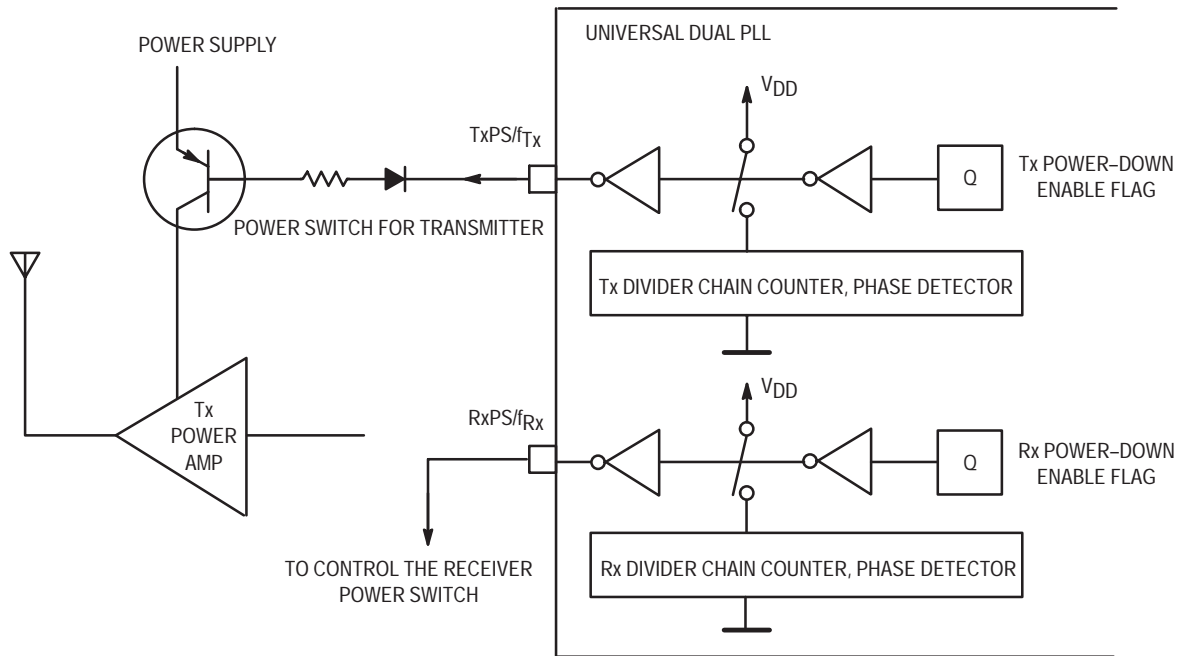 UNIVERSAL DUAL PLL
POWER SUPPLY
VDD
TxPS/fTx
Q
Tx POWER–DOWN
ENABLE FLAG
POWER SWITCH FOR TRANSMITTER
Tx DIVIDER CHAIN COUNTER, PHASE DETECTOR
VDD
Tx
POWER
AMP
RxPS/fRx
Q
Rx POWER–DOWN
ENABLE FLAG
TO CONTROL THE RECEIVER
POWER SWITCH
Rx DIVIDER CHAIN COUNTER, PHASE DETECTOR